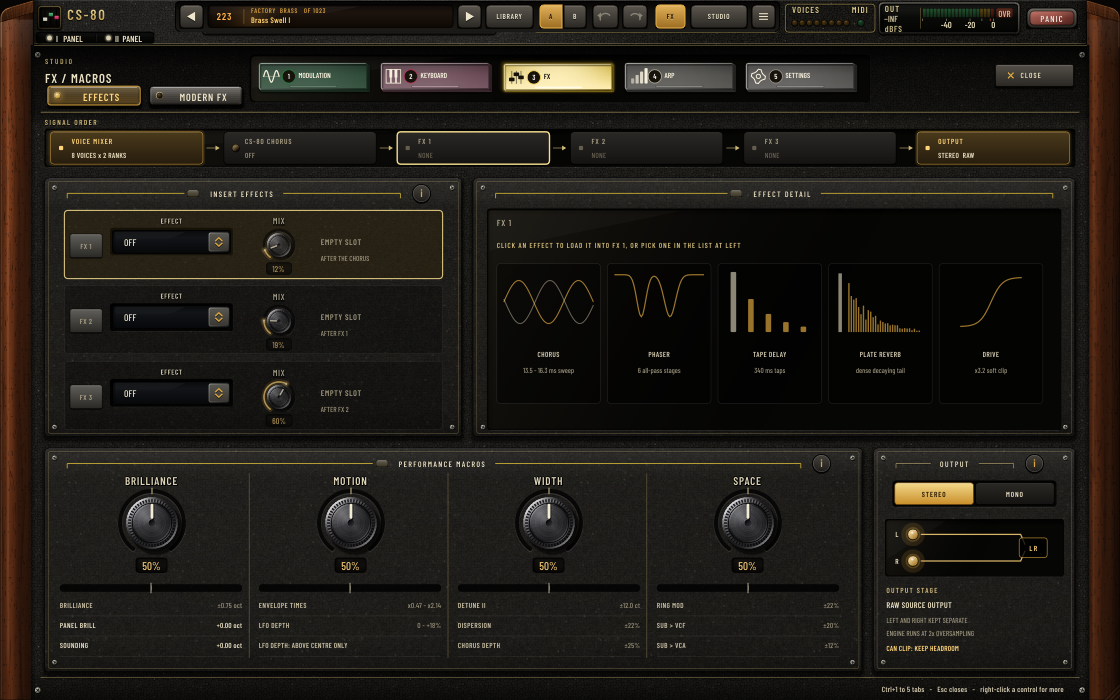 CS-80
I PANEL
II PANEL
223
FACTORY BRASS OF 1023
Brass Swell I
LIBRARY
A
B
FX
STUDIO
VOICES
MIDI
OUT
-INF
dBFS
-40
-20
0
OVR
PANIC
STUDIO
FX / MACROS
EFFECTS
MODERN FX
1 MODULATION
2 KEYBOARD
3 FX
4 ARP
5 SETTINGS
CLOSE
SIGNAL ORDER
VOICE MIXER
8 VOICES x 2 RANKS
CS-80 CHORUS
OFF
FX 1
NONE
FX 2
NONE
FX 3
NONE
OUTPUT
STEREO RAW
INSERT EFFECTS
i
FX 1
EFFECT
OFF
MIX
12%
EMPTY SLOT
AFTER THE CHORUS
FX 2
EFFECT
OFF
MIX
18%
EMPTY SLOT
AFTER FX 1
FX 3
EFFECT
OFF
MIX
60%
EMPTY SLOT
AFTER FX 2
EFFECT DETAIL
FX 1
CLICK AN EFFECT TO LOAD IT INTO FX 1, OR PICK ONE IN THE LIST AT LEFT
CHORUS
13.5 - 16.3 ms sweep
PHASER
6 all-pass stages
TAPE DELAY
340 ms taps
PLATE REVERB
dense decaying tail
DRIVE
x3.2 soft clip
PERFORMANCE MACROS
i
BRILLIANCE
50%
BRILLIANCE ±0.75 oct
PANEL BRILL +0.00 oct
SOUNDING +0.00 oct
MOTION
50%
ENVELOPE TIMES x0.47 - x2.14
LFO DEPTH 0 - +18%
LFO DEPTH: ABOVE CENTRE ONLY
WIDTH
50%
DETUNE II ±12.0 ct
DISPERSION ±22%
CHORUS DEPTH ±25%
SPACE
50%
RING MOD ±22%
SUB > VCF ±20%
SUB > VCA ±12%
OUTPUT
i
STEREO
MONO
L
R
LR
OUTPUT STAGE
RAW SOURCE OUTPUT
LEFT AND RIGHT KEPT SEPARATE
ENGINE RUNS AT 2x OVERSAMPLING
CAN CLIP: KEEP HEADROOM
Ctrl+1 to 5 tabs - Esc closes - right-click a control for more